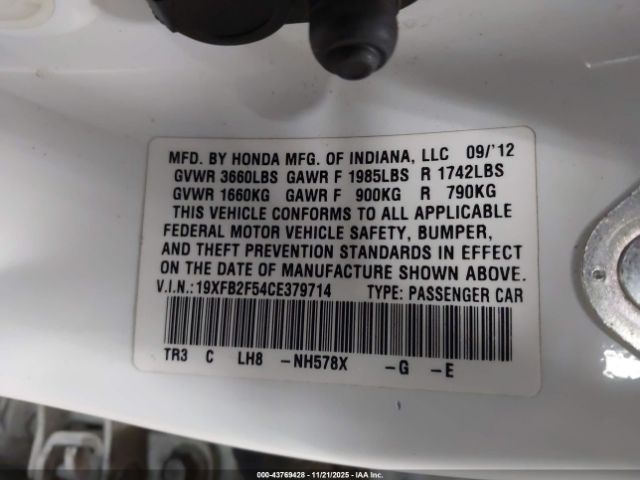 MFD. BY HONDA MFG. OF INDIANA, LLC 09/'12
GVWR 3660LBS GAWR F 1985LBS R 1742LBS
GVWR 1660KG GAWR F 900KG R 790KG
THIS VEHICLE CONFORMS TO ALL APPLICABLE
FEDERAL MOTOR VEHICLE SAFETY, BUMPER,
AND THEFT PREVENTION STANDARDS IN EFFECT
ON THE DATE OF MANUFACTURE SHOWN ABOVE.
V.I.N.:19XFB2F54CE379714 TYPE: PASSENGER CAR
TR3 C LH8 -NH578X -G -E
000-43769428 - 11/21/2025 - IAA Inc.